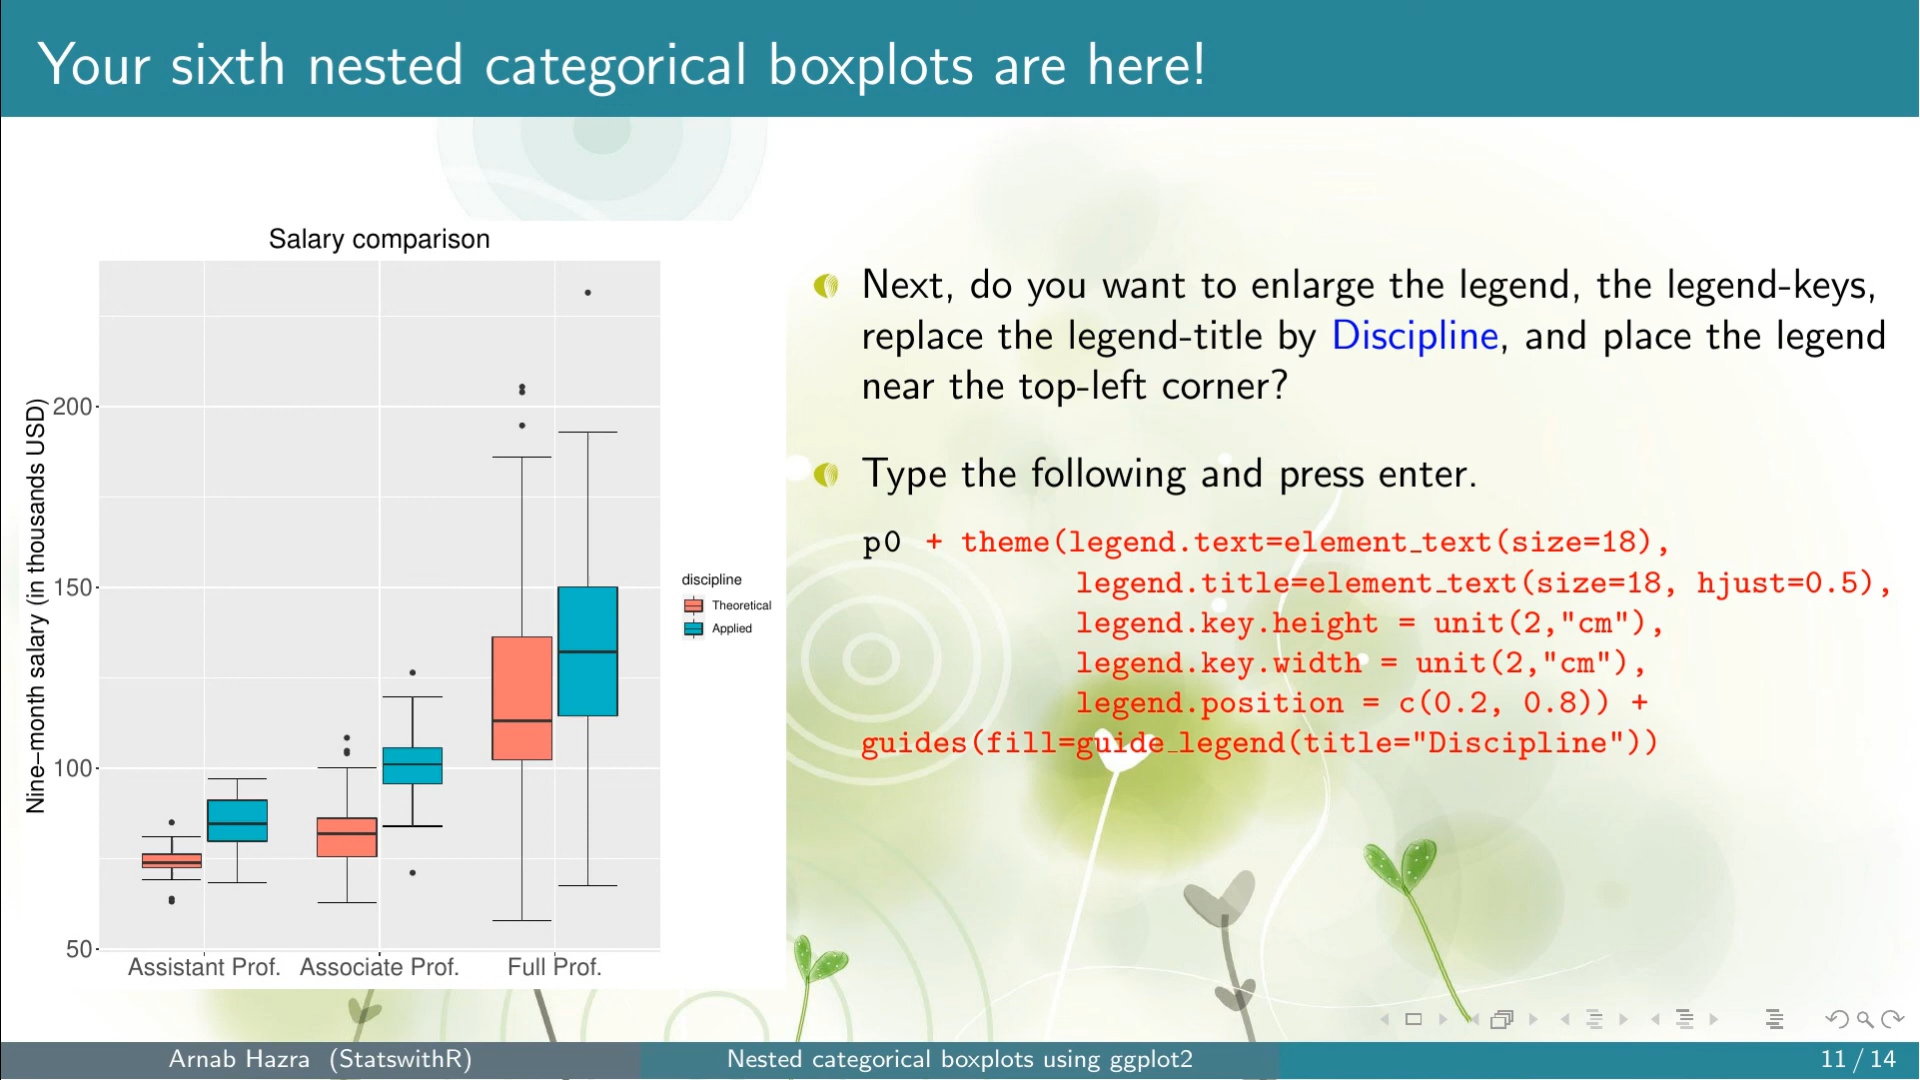 Your sixth nested categorical boxplots are here!
Salary comparison
Nine−month salary (in thousands USD)
200
150
100
50
Assistant Prof. Associate Prof. Full Prof.
discipline
Theoretical
Applied
Next, do you want to enlarge the legend, the legend-keys,
replace the legend-title by Discipline, and place the legend
near the top-left corner?
Type the following and press enter.
p0 + theme(legend.text=element_text(size=18),
legend.title=element_text(size=18, hjust=0.5),
legend.key.height = unit(2,"cm"),
legend.key.width = unit(2,"cm"),
legend.position = c(0.2, 0.8)) +
guides(fill=guide_legend(title="Discipline"))
Arnab Hazra (StatswithR) Nested categorical boxplots using ggplot2 11 / 14